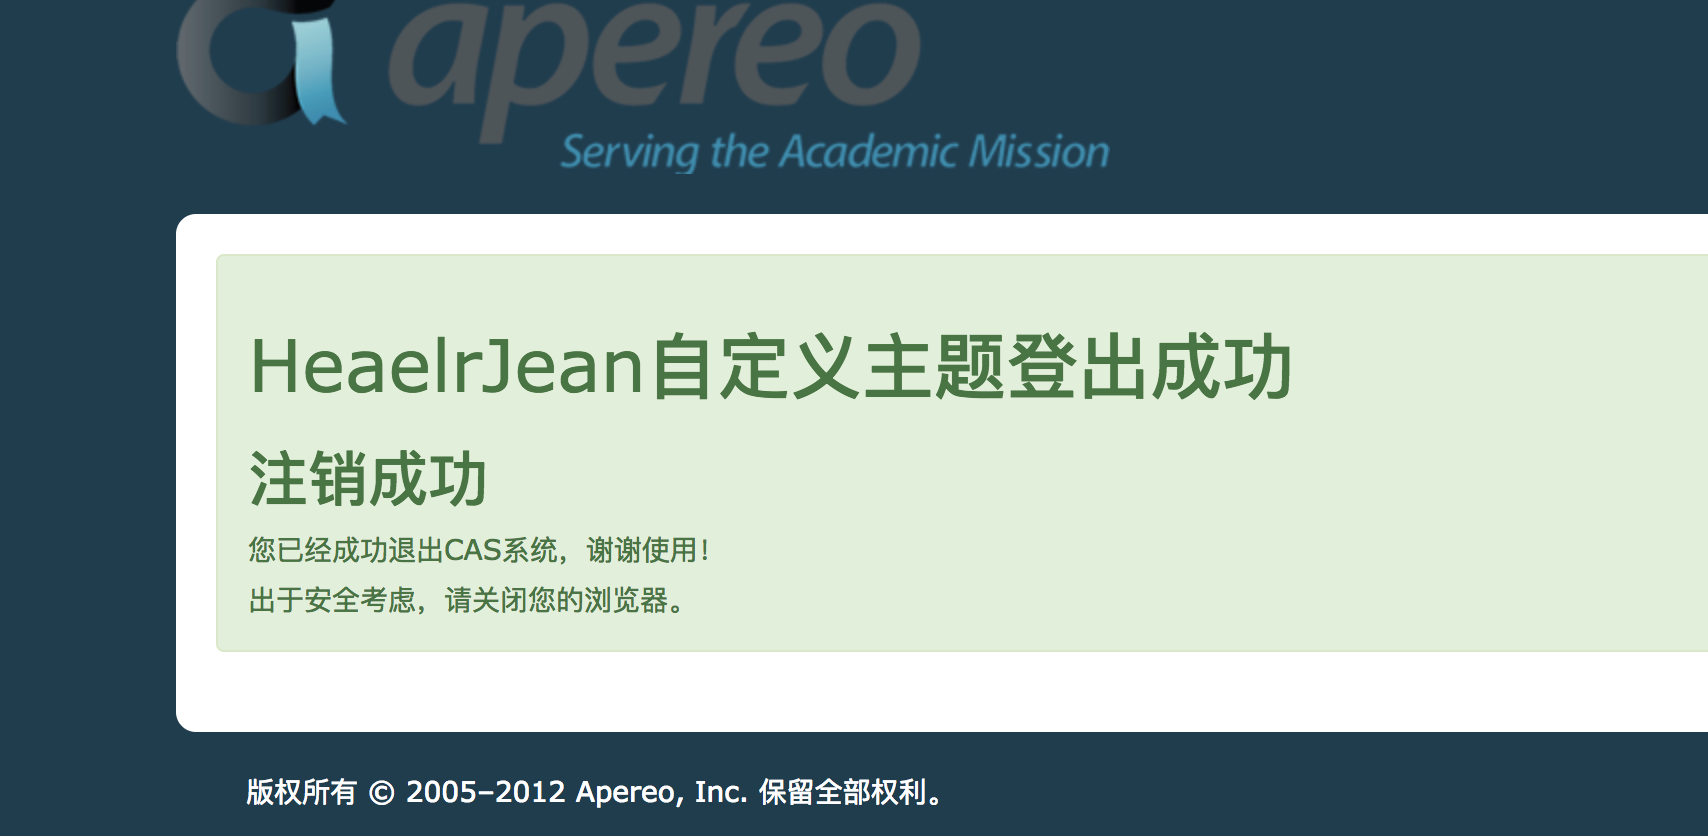 apereo
Serving the Academic Mission
HeaelrJean自定义主题登出成功
注销成功
您已经成功退出CAS系统，谢谢使用！
出于安全考虑，请关闭您的浏览器。
版权所有 © 2005–2012 Apereo, Inc. 保留全部权利。